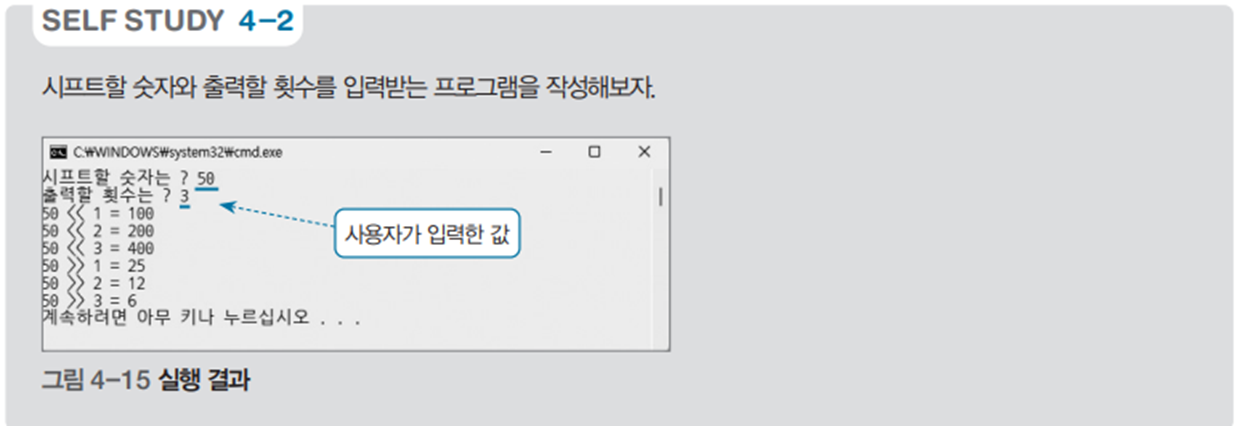 SELF STUDY 4-2
시프트할 숫자와 출력할 횟수를 입력받는 프로그램을 작성해보자.
C:₩WINDOWS₩system32₩cmd.exe
시프트할 숫자는 ? 50
출력할 횟수는 ? 3
50 << 1 = 100
50 << 2 = 200
50 << 3 = 400
50 >> 1 = 25
50 >> 2 = 12
50 >> 3 = 6
계속하려면 아무 키나 누르십시오 . . .
사용자가 입력한 값
그림 4-15 실행 결과